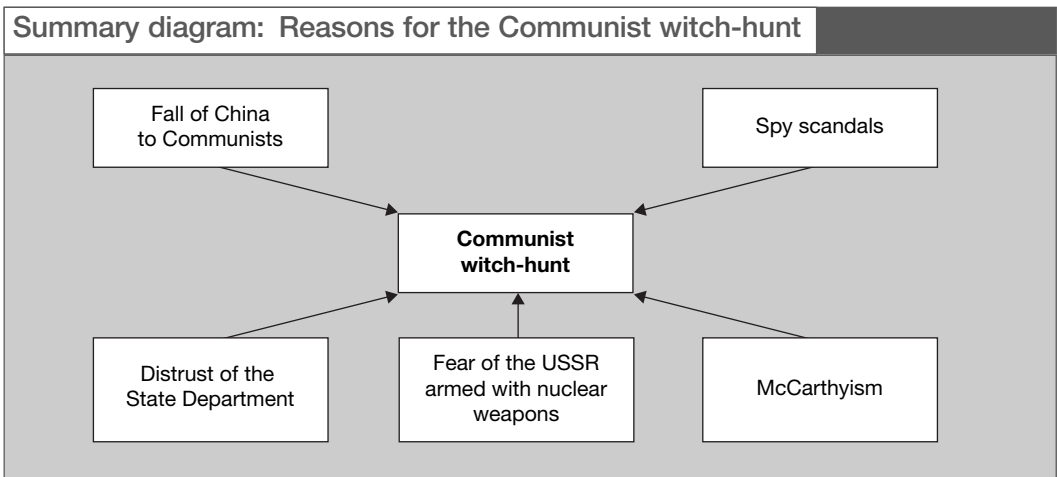 Summary diagram: Reasons for the Communist witch-hunt
Fall of China
to Communists
Spy scandals
Communist
witch-hunt
Distrust of the
State Department
Fear of the USSR
armed with nuclear
weapons
McCarthyism